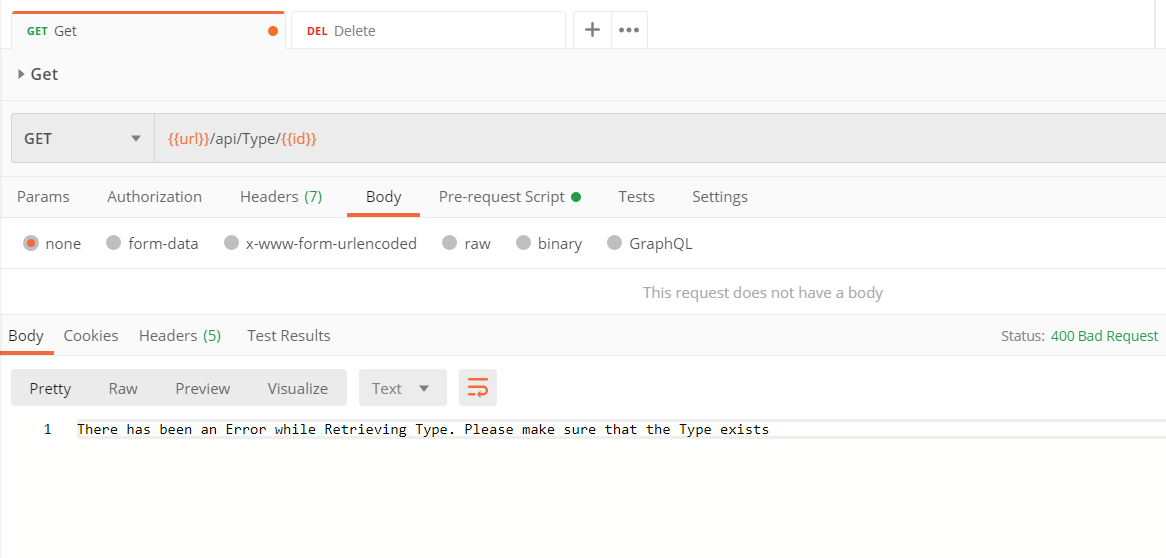 GET Get
DEL Delete
Get
GET {{url}}/api/Type/{{id}}
Params Authorization Headers (7) Body Pre-request Script Tests Settings
none form-data x-www-form-urlencoded raw binary GraphQL
This request does not have a body
Body Cookies Headers (5) Test Results Status: 400 Bad Request
Pretty Raw Preview Visualize Text
1 There has been an Error while Retrieving Type. Please make sure that the Type exists